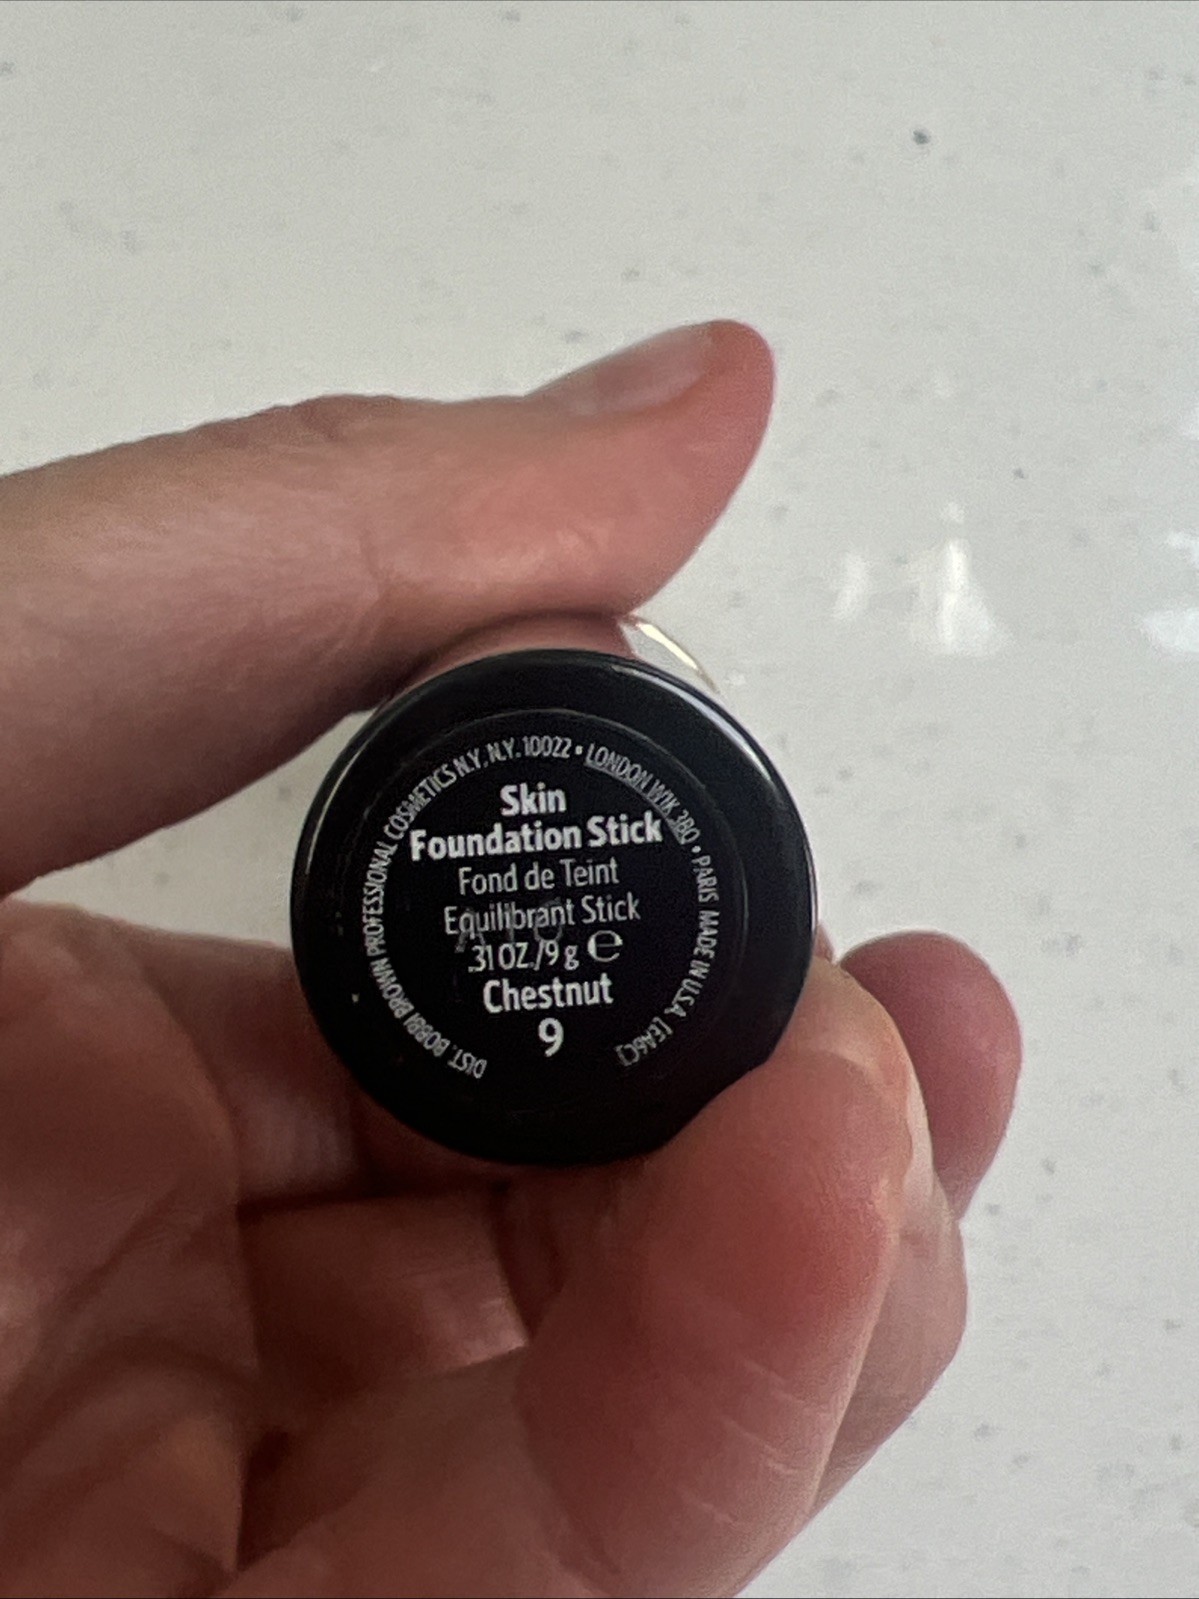 DIST. BOBBI BROWN PROFESSIONAL COSMETICS N.Y., N.Y. 10022 • LONDON W1K 3BQ • PARIS MADE IN U.S.A. [EA6C]
Skin
Foundation Stick
Fond de Teint
Equilibrant Stick
.31 OZ./9 g e
Chestnut
9